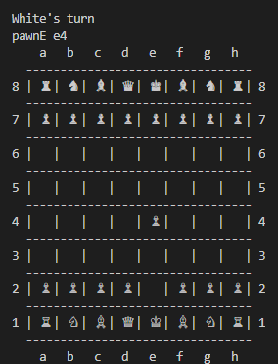 White's turn
pawnE e4
a b c d e f g h
--------------------------------
8 | ♜| ♞| ♝| ♛| ♚| ♝| ♞| ♜| 8
--------------------------------
7 | ♟| ♟| ♟| ♟| ♟| ♟| ♟| ♟| 7
--------------------------------
6 | | | | | | | | | 6
--------------------------------
5 | | | | | | | | | 5
--------------------------------
4 | | | | | ♙| | | | 4
--------------------------------
3 | | | | | | | | | 3
--------------------------------
2 | ♙| ♙| ♙| ♙| | ♙| ♙| ♙| 2
--------------------------------
1 | ♖| ♘| ♗| ♕| ♔| ♗| ♘| ♖| 1
--------------------------------
a b c d e f g h